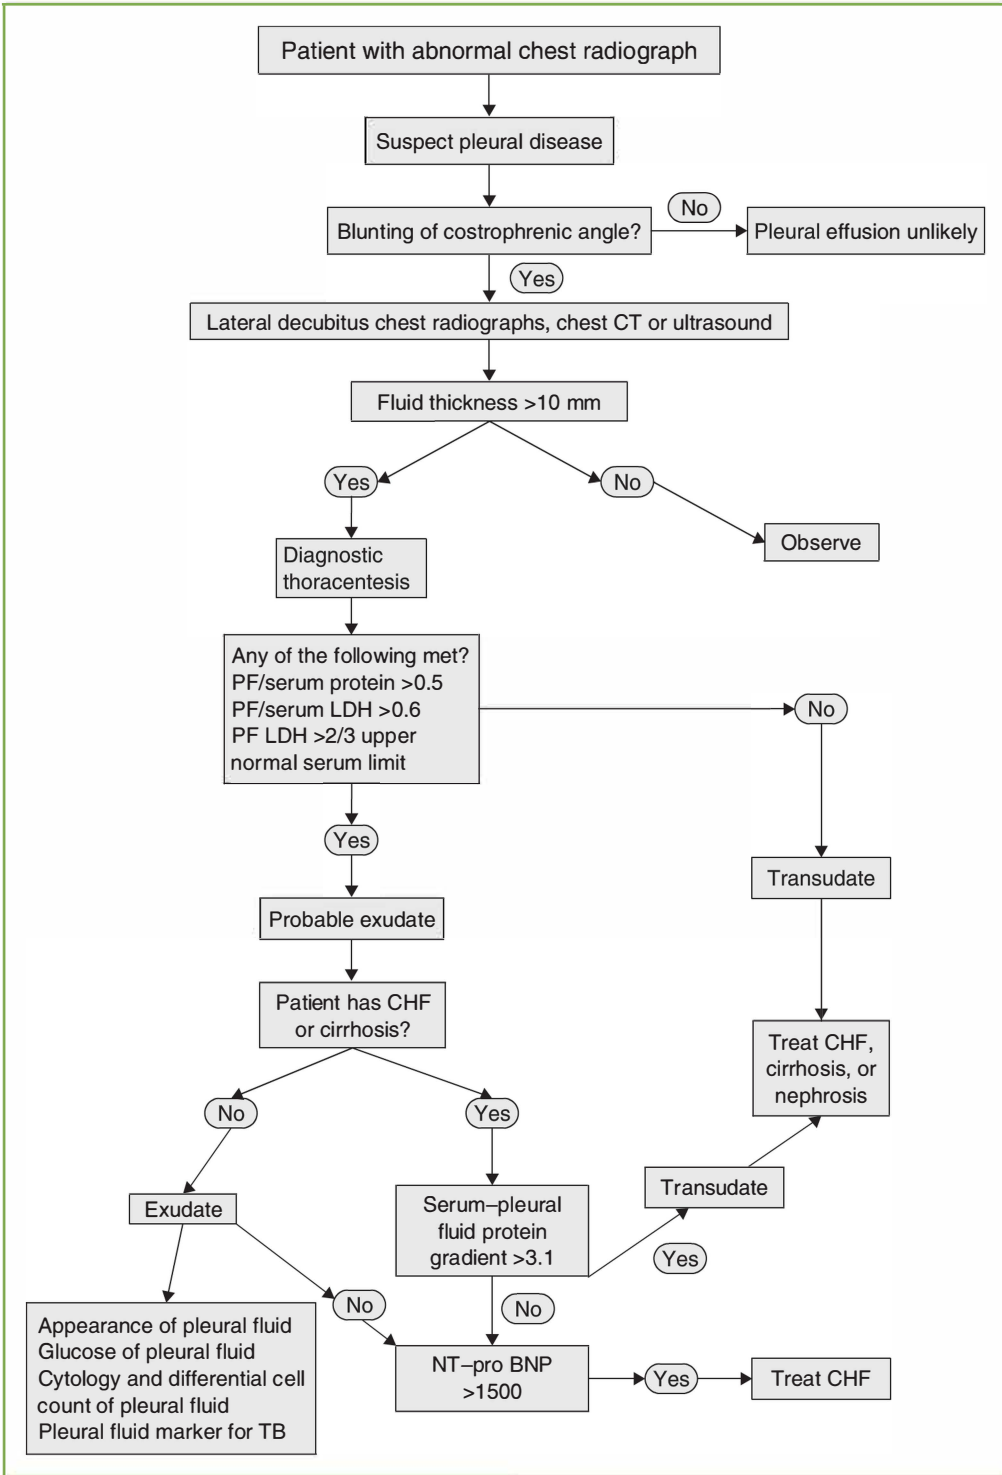 Patient with abnormal chest radiograph
Suspect pleural disease
Blunting of costrophrenic angle?
No
Pleural effusion unlikely
Yes
Lateral decubitus chest radiographs, chest CT or ultrasound
Fluid thickness >10 mm
Yes
No
Observe
Diagnostic
thoracentesis
Any of the following met?
PF/serum protein >0.5
PF/serum LDH >0.6
PF LDH >2/3 upper
normal serum limit
No
Yes
Transudate
Probable exudate
Patient has CHF
or cirrhosis?
Treat CHF,
cirrhosis, or
nephrosis
No
Yes
Exudate
Serum–pleural
fluid protein
gradient >3.1
Transudate
Yes
No
No
Appearance of pleural fluid
Glucose of pleural fluid
Cytology and differential cell
count of pleural fluid
Pleural fluid marker for TB
NT–pro BNP
>1500
Yes
Treat CHF